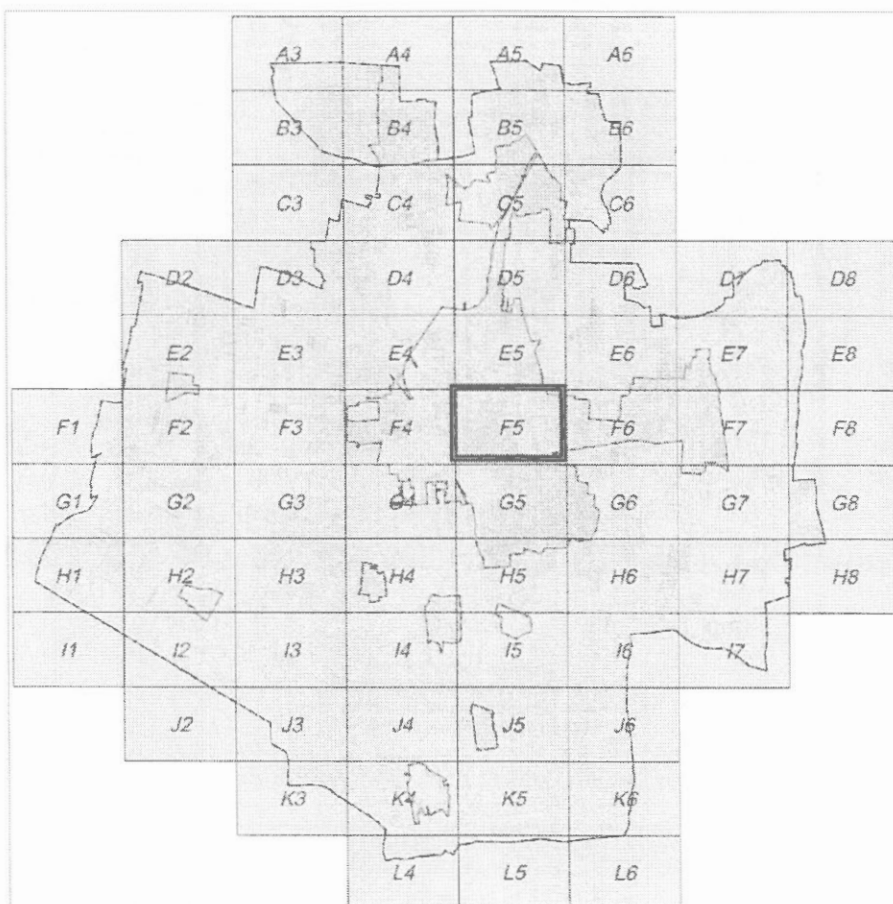 A3 A4 A5 A6
B3 B4 B5 B6
C3 C4 C5 C6
D2 D3 D4 D5 D6 D7 D8
E2 E3 E4 E5 E6 E7 E8
F1 F2 F3 F4 F5 F6 F7 F8
G1 G2 G3 G4 G5 G6 G7 G8
H1 H2 H3 H4 H5 H6 H7 H8
I1 I2 I3 I4 I5 I6 I7
J2 J3 J4 J5 J6
K3 K4 K5 K6
L4 L5 L6